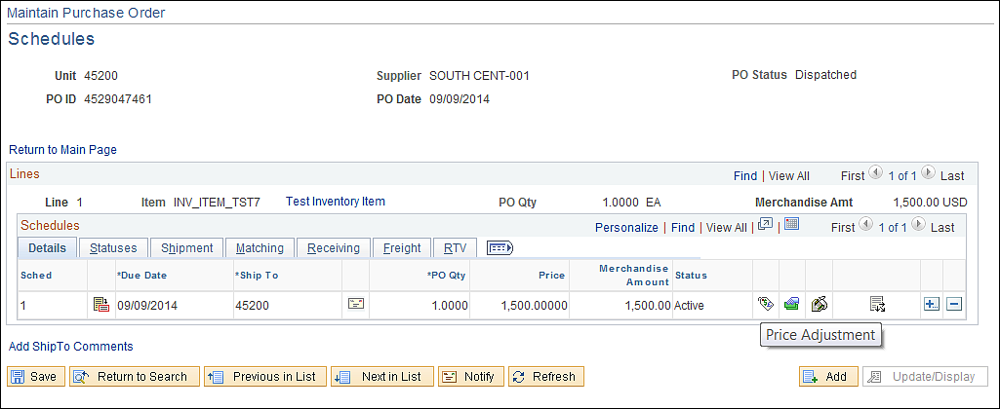 Maintain Purchase Order
Schedules
Unit 45200 Supplier SOUTH CENT-001 PO Status Dispatched
PO ID 4529047461 PO Date 09/09/2014
Return to Main Page
Lines Find | View All First 1 of 1 Last
Line 1 Item INV_ITEM_TST7 Test Inventory Item PO Qty 1.0000 EA Merchandise Amt 1,500.00 USD
Schedules Personalize | Find | View All | | First 1 of 1 Last
Details Statuses Shipment Matching Receiving Freight RTV
Sched *Due Date *Ship To *PO Qty Price Merchandise Amount Status
1 09/09/2014 45200 1.0000 1,500.00000 1,500.00 Active
Price Adjustment
Add ShipTo Comments
Save Return to Search Previous in List Next in List Notify Refresh Add Update/Display